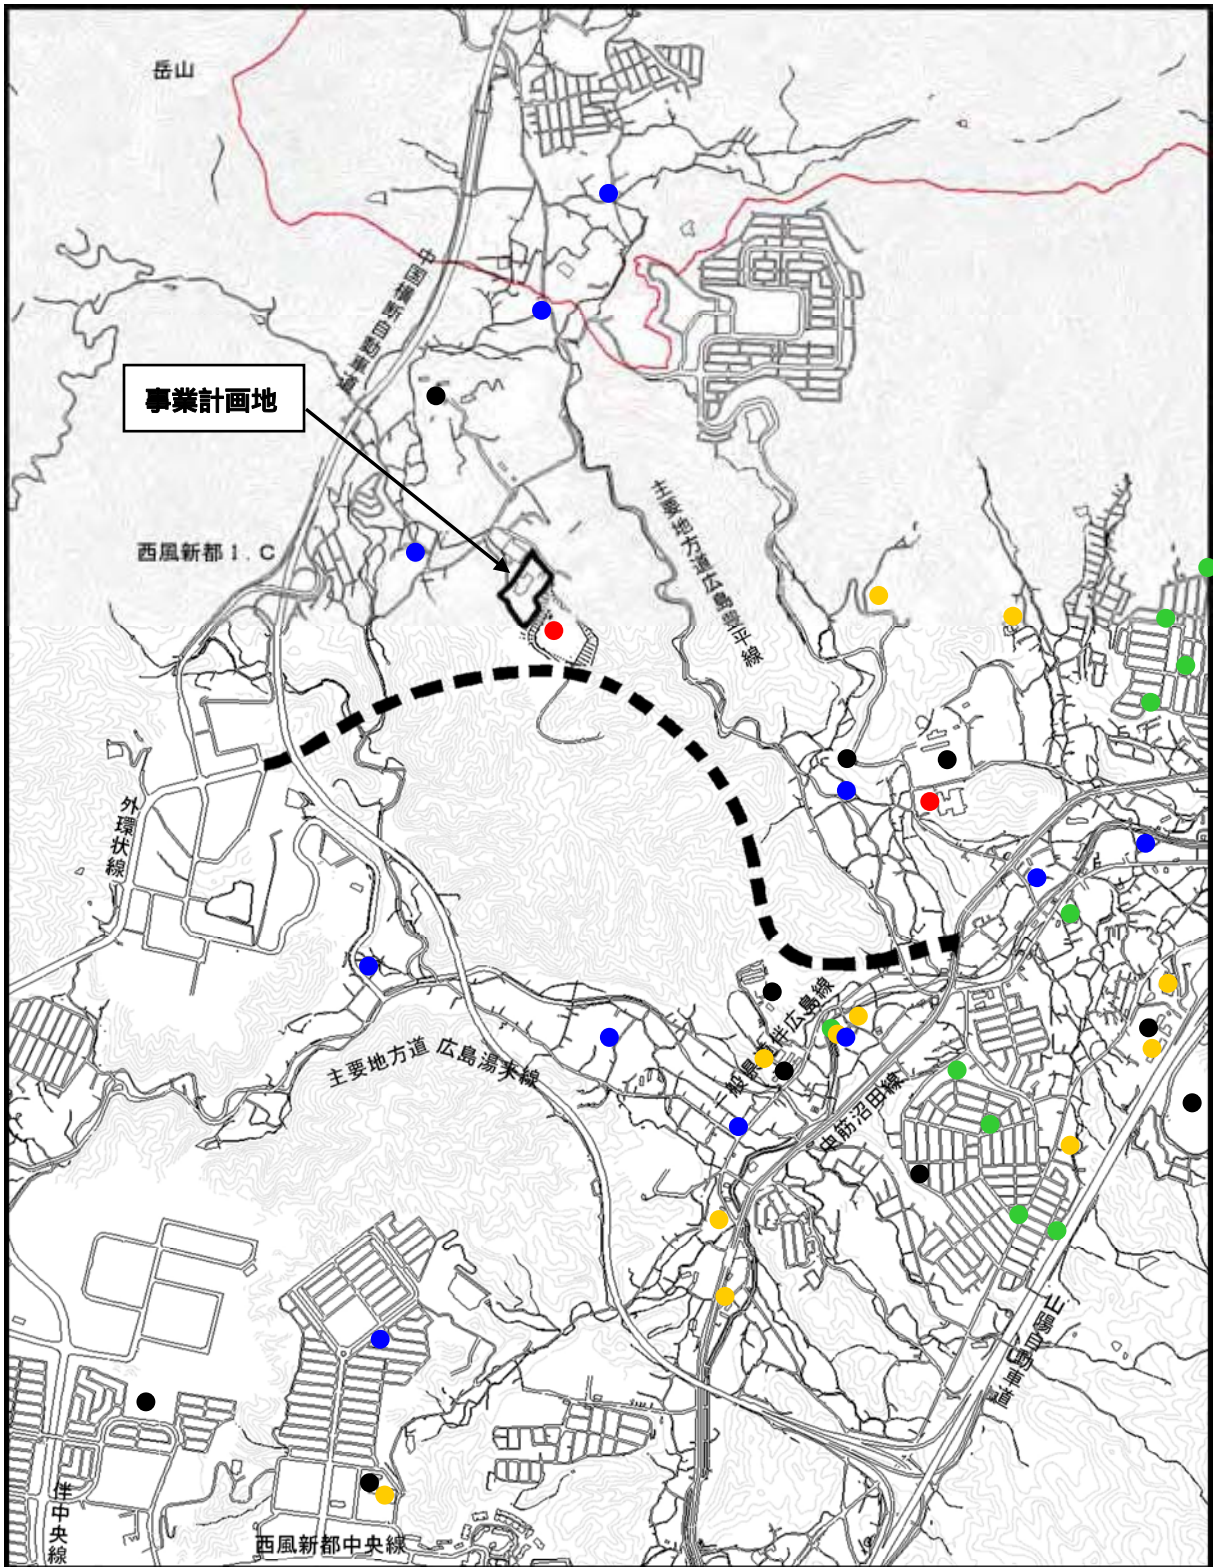 岳山
中国横断自動車道
事業計画地
主要地方道広島豊平線
西風新都I.C
外環状線
一般県道伴広島線
主要地方道 広島湯来線
中筋沼田線
山陽自動車道
伴中央線
西風新都中央線